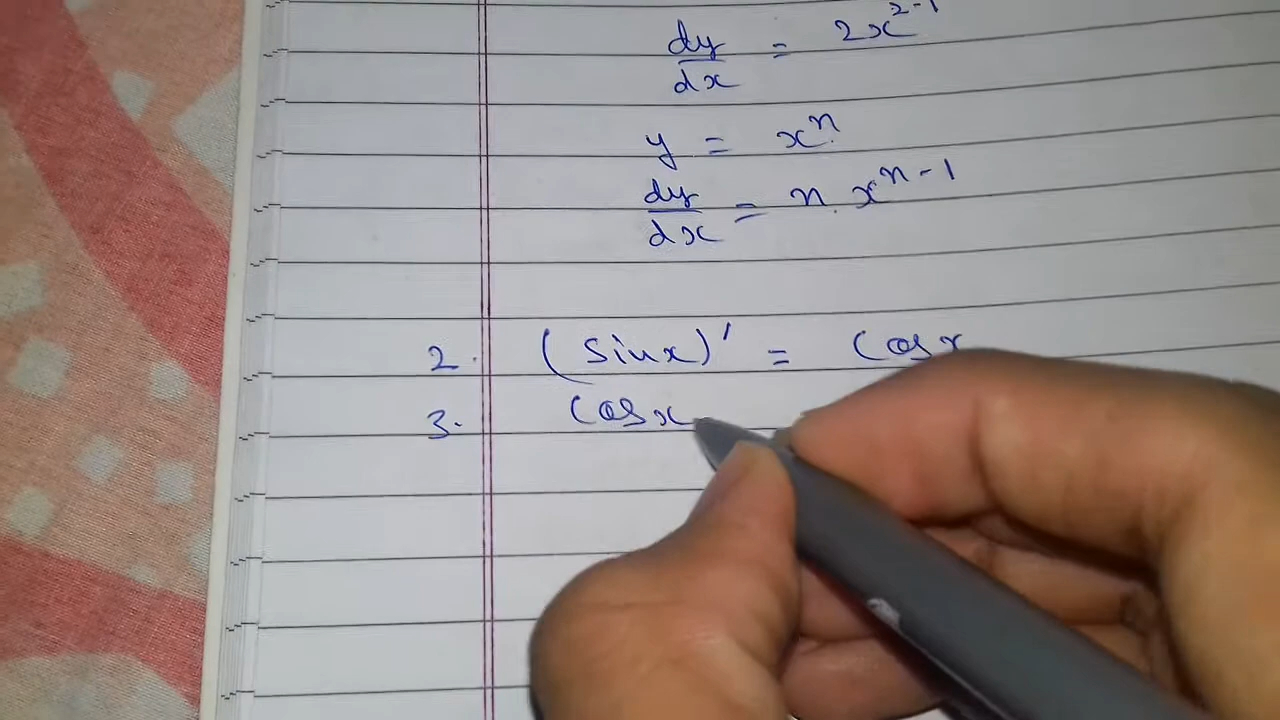 dy/dx = 2x^{2-1}
y = x^n
dy/dx = n.x^{n-1}
2. (sinx)' = cosx
3. cosx